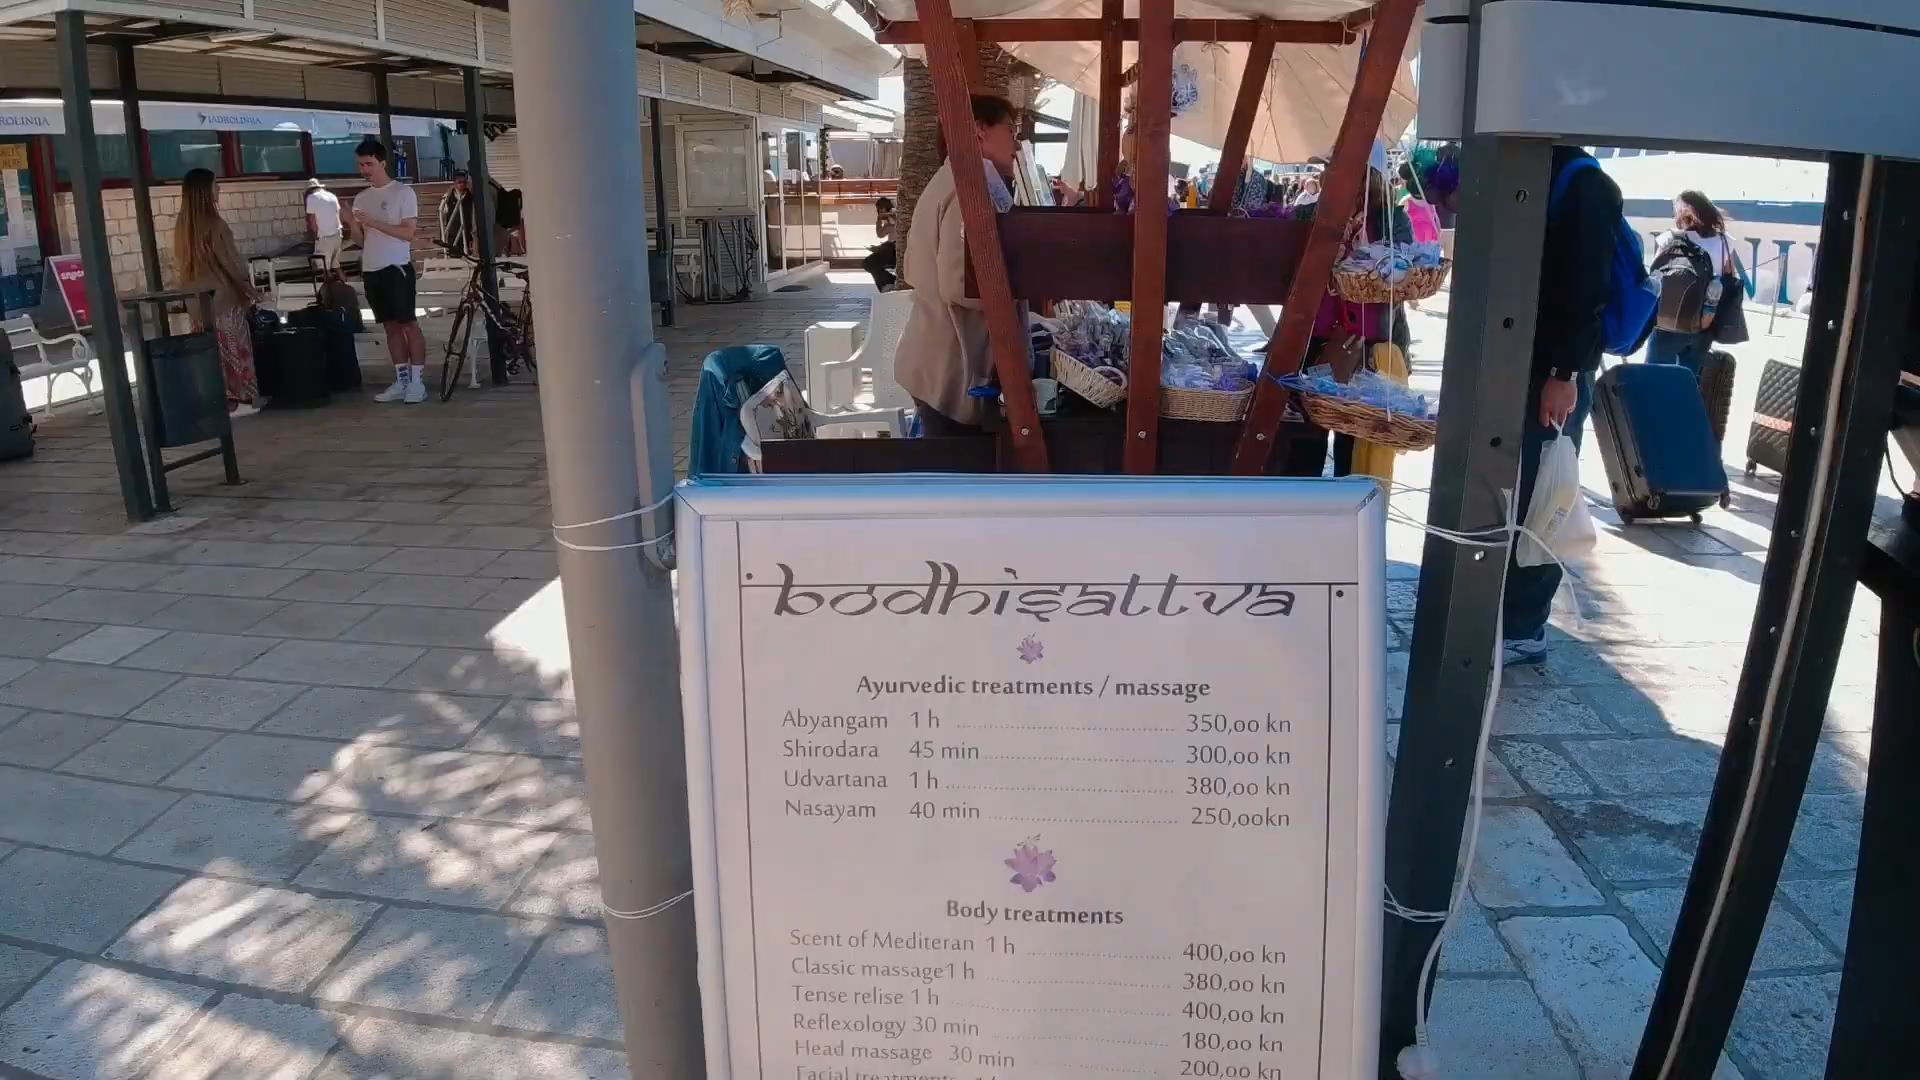 JADROLINIJA
bodhisattva
Ayurvedic treatments / massage
Abyangam 1 h 350,00 kn
Shirodara 45 min 300,00 kn
Udvartana 1 h 380,00 kn
Nasayam 40 min 250,00kn
Body treatments
Scent of Mediteran 1 h 400,00 kn
Classic massage1 h 380,00 kn
Tense relise 1 h 400,00 kn
Reflexology 30 min 180,00 kn
Head massage 30 min 200,00 kn